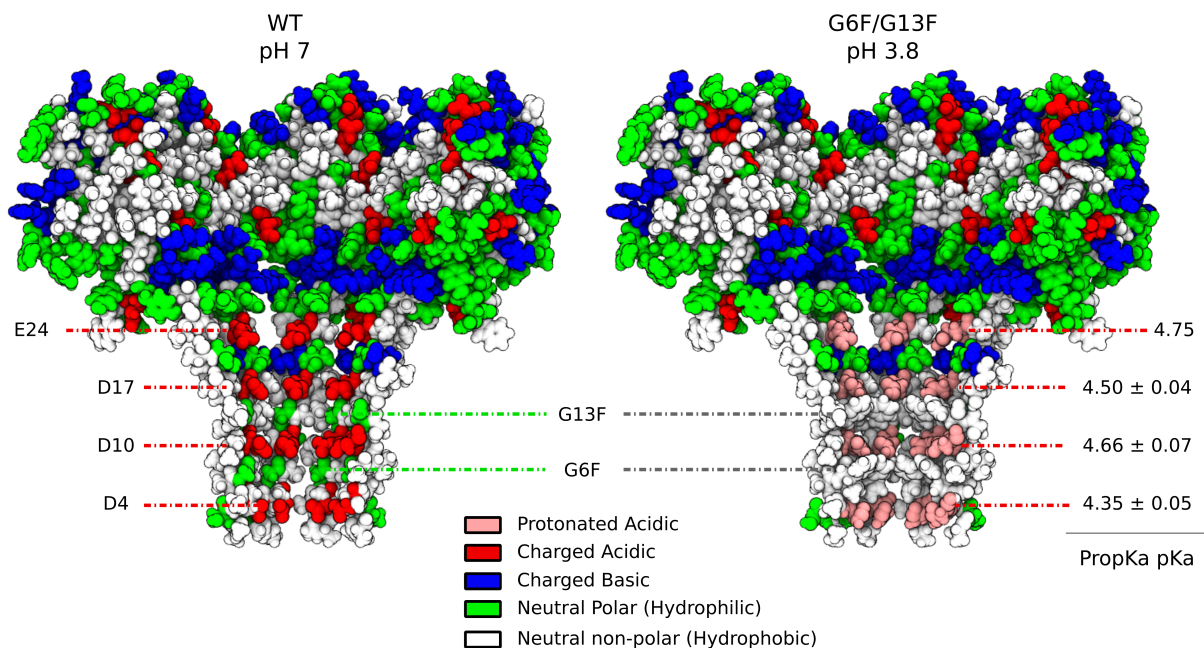 WT
pH 7
G6F/G13F
pH 3.8
E24
4.75
D17
4.50 ± 0.04
G13F
D10
4.66 ± 0.07
G6F
D4
4.35 ± 0.05
Protonated Acidic
Charged Acidic
Charged Basic
Neutral Polar (Hydrophilic)
Neutral non-polar (Hydrophobic)
PropKa pKa